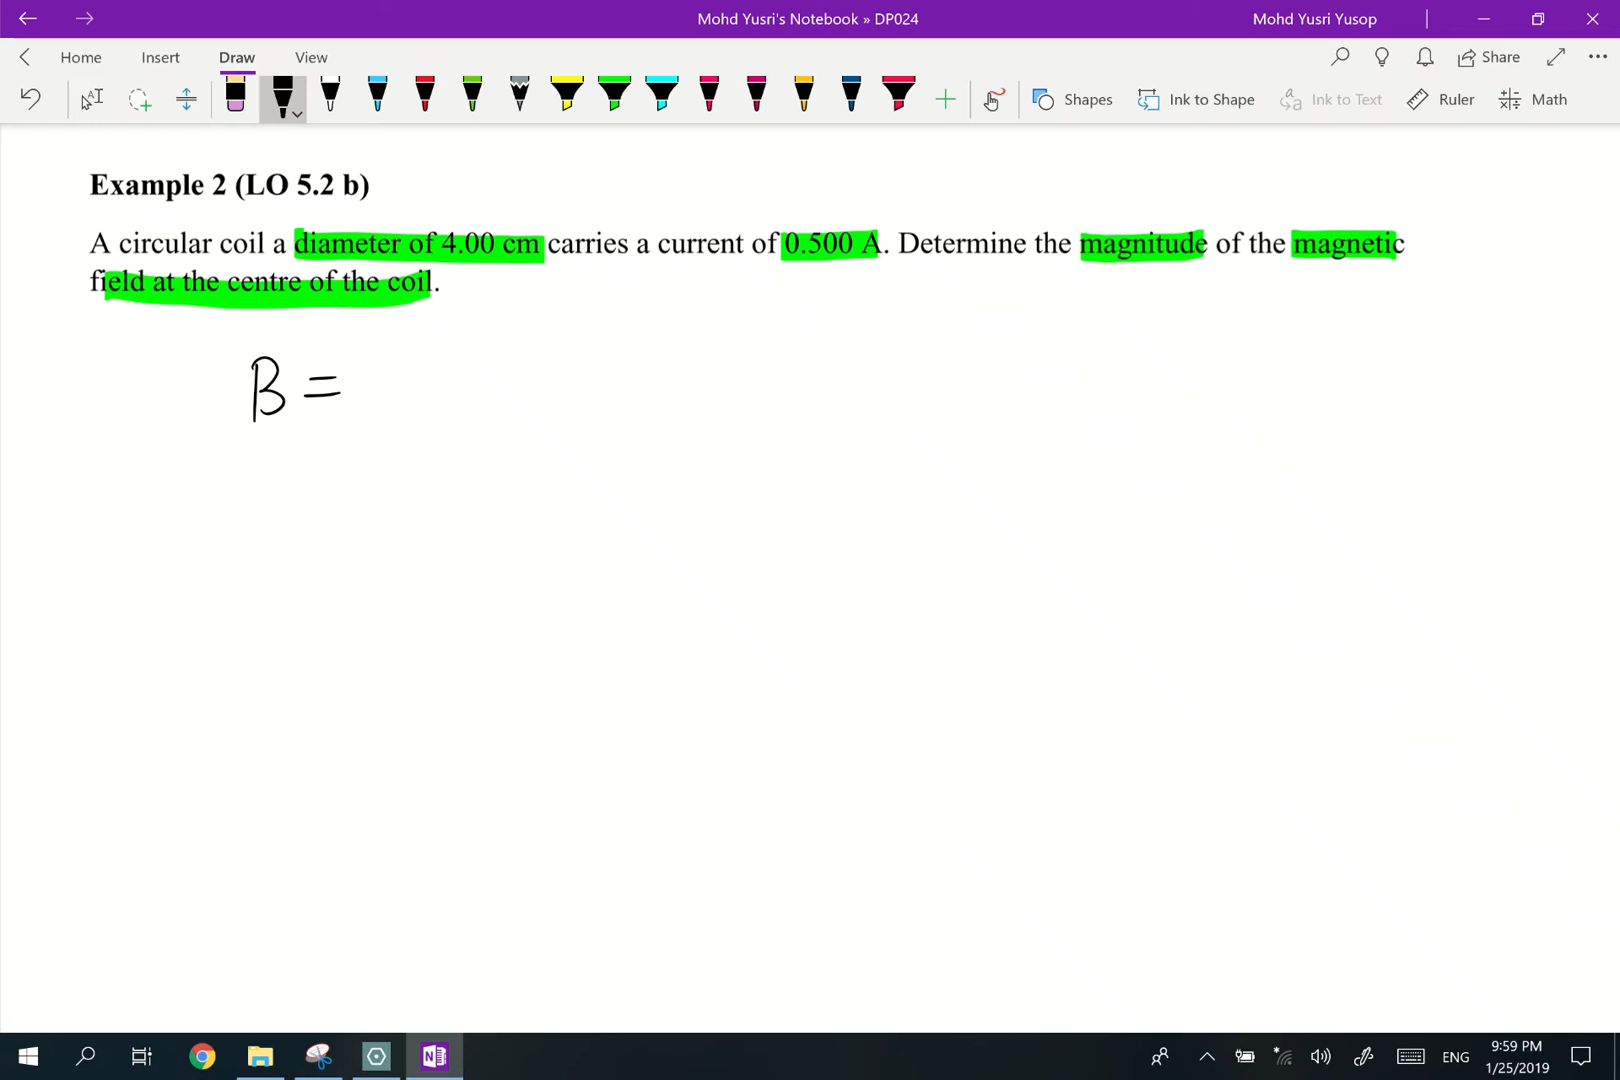 Mohd Yusri's Notebook » DP024
Mohd Yusri Yusop
Home Insert Draw View
Share
Shapes Ink to Shape Ink to Text Ruler Math
Example 2 (LO 5.2 b)
A circular coil a diameter of 4.00 cm carries a current of 0.500 A. Determine the magnitude of the magnetic
field at the centre of the coil.
B =
ENG
9:59 PM
1/25/2019